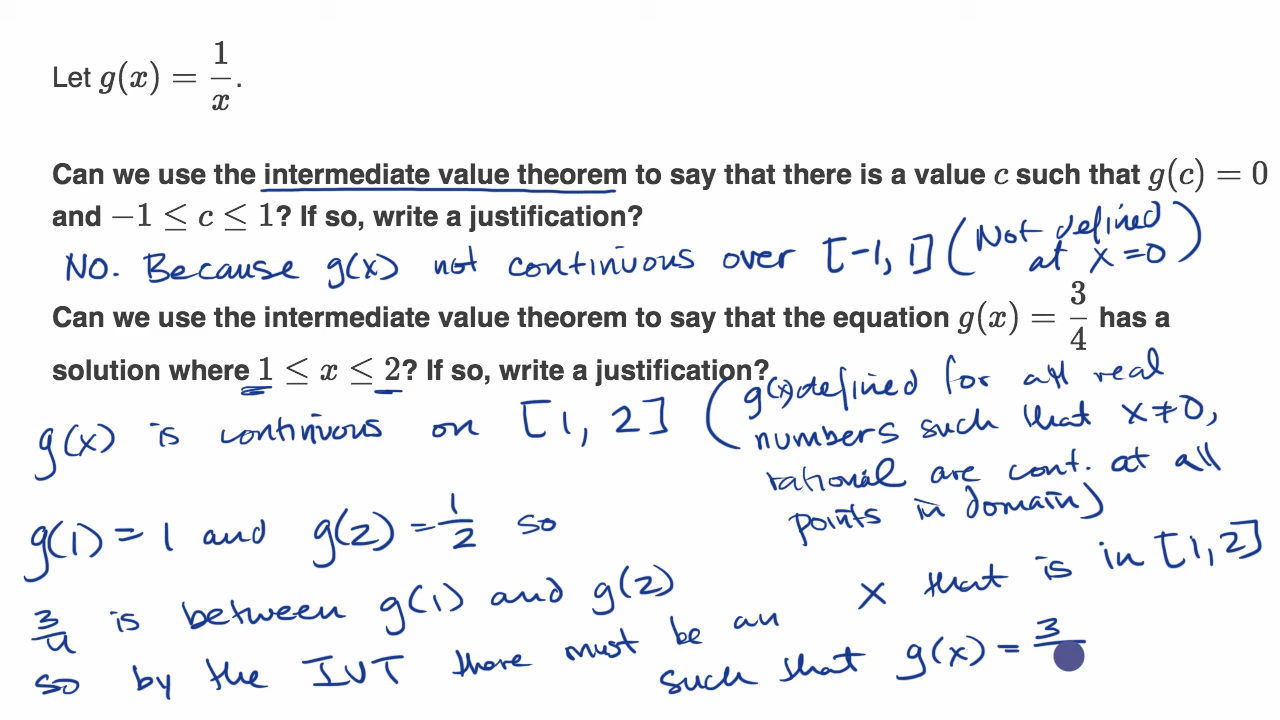 Let g(x) = 1/x.
Can we use the intermediate value theorem to say that there is a value c such that g(c) = 0
and −1 ≤ c ≤ 1? If so, write a justification?
NO. Because g(x) not continuous over [-1, 1] (Not defined
at x=0)
Can we use the intermediate value theorem to say that the equation g(x) = 3/4 has a
solution where 1 ≤ x ≤ 2? If so, write a justification?
g(x) is continuous on [1, 2] (g(x) defined for all real
numbers such that x≠0,
rational are cont. at all
points in domain)
g(1) = 1 and g(2) = 1/2 so
3/4 is between g(1) and g(2)
so by the IVT there must be an x that is in [1,2]
such that g(x) = 3/